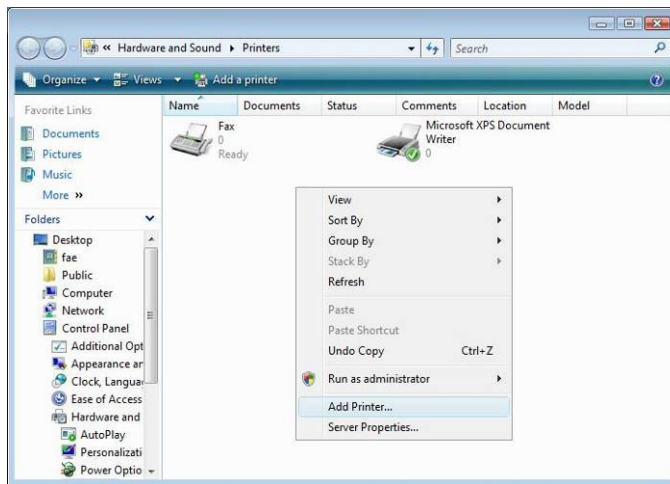 « Hardware and Sound ▸ Printers
Search
Organize Views Add a printer
Favorite Links
Documents
Pictures
Music
More »
Folders
Desktop
fae
Public
Computer
Network
Control Panel
Additional Opt
Appearance an
Clock, Languag
Ease of Access
Hardware and
AutoPlay
Personalizati
Power Optio
Name Documents Status Comments Location Model
Fax
0
Ready
Microsoft XPS Document
Writer
0
View
Sort By
Group By
Stack By
Refresh
Paste
Paste Shortcut
Undo Copy Ctrl+Z
Run as administrator
Add Printer...
Server Properties...